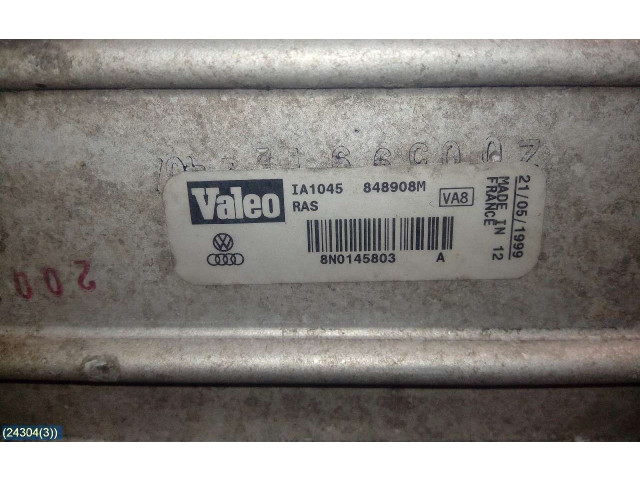 Valeo IA1045 848908M VA8
RAS
8N0145803 A
21/05/1999
MADE IN 12
FRANCE
200
(24304(3))